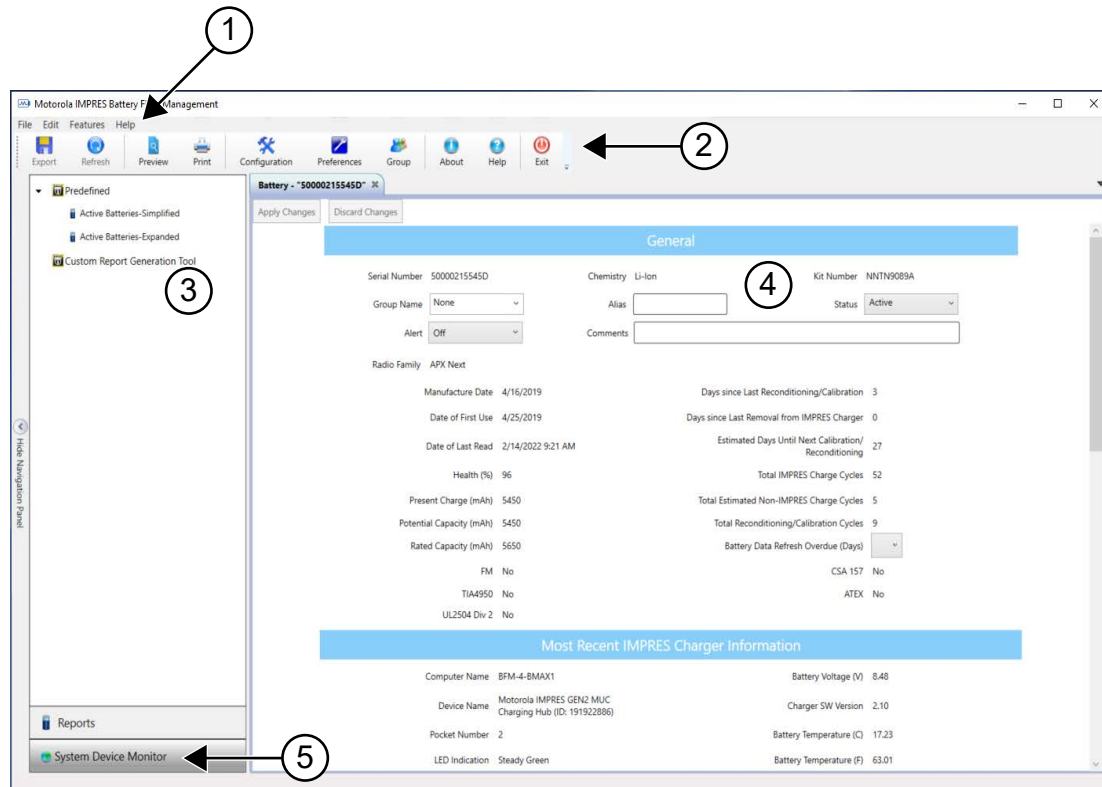 1
Motorola IMPRES Battery F Management
File Edit Features Help
2
Export Refresh Preview Print Configuration Preferences Group About Help Exit
Predefined
Active Batteries-Simplified
Active Batteries-Expanded
Custom Report Generation Tool
3
Hide Navigation Panel
Reports
System Device Monitor
5
Battery - "50000215545D"
Apply Changes Discard Changes
General
Serial Number 50000215545D Chemistry Li-Ion Kit Number NNTN9089A
4
Group Name None Alias Status Active
Alert Off Comments
Radio Family APX Next
Manufacture Date 4/16/2019 Days since Last Reconditioning/Calibration 3
Date of First Use 4/25/2019 Days since Last Removal from IMPRES Charger 0
Date of Last Read 2/14/2022 9:21 AM Estimated Days Until Next Calibration/
Reconditioning 27
Health (%) 96 Total IMPRES Charge Cycles 52
Present Charge (mAh) 5450 Total Estimated Non-IMPRES Charge Cycles 5
Potential Capacity (mAh) 5450 Total Reconditioning/Calibration Cycles 9
Rated Capacity (mAh) 5650 Battery Data Refresh Overdue (Days)
FM No CSA 157 No
TIA4950 No ATEX No
UL2504 Div 2 No
Most Recent IMPRES Charger Information
Computer Name BFM-4-BMAX1 Battery Voltage (V) 8.48
Device Name Motorola IMPRES GEN2 MUC
Charging Hub (ID: 191922886) Charger SW Version 2.10
Pocket Number 2 Battery Temperature (C) 17.23
LED Indication Steady Green Battery Temperature (F) 63.01